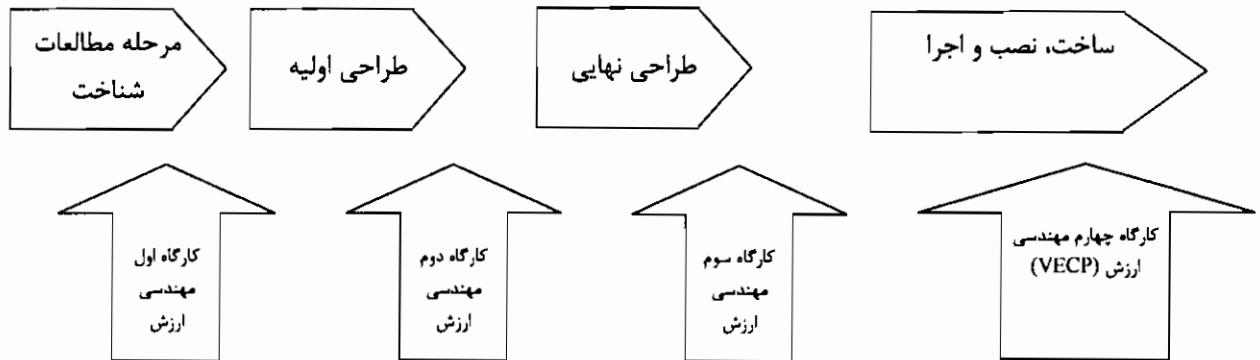 مرحله مطالعات
شناخت
طراحی اولیه
طراحی نهایی
ساخت، نصب و اجرا
کارگاه اول
مهندسی
ارزش
کارگاه دوم
مهندسی
ارزش
کارگاه سوم
مهندسی
ارزش
کارگاه چهارم مهندسی
ارزش (VECP)